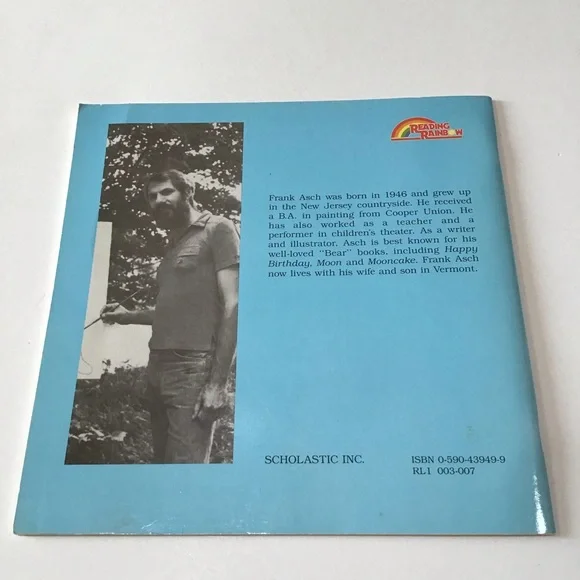 READING
RAINBOW
Frank Asch was born in 1946 and grew up
in the New Jersey countryside. He received
a B.A. in painting from Cooper Union. He
has also worked as a teacher and a
performer in children's theater. As a writer
and illustrator, Asch is best known for his
well-loved "Bear" books, including Happy
Birthday, Moon and Mooncake. Frank Asch
now lives with his wife and son in Vermont.
SCHOLASTIC INC.
ISBN 0-590-43949-9
RL1 003-007